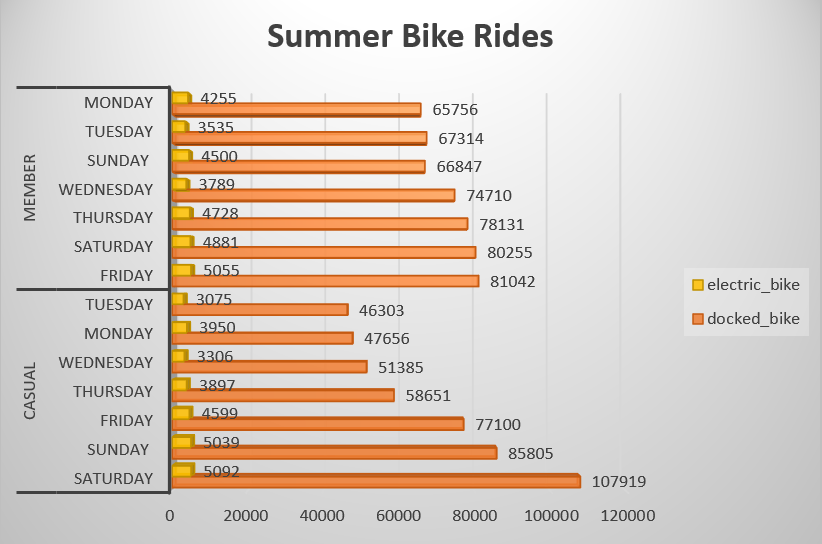 Summer Bike Rides
MEMBER
MONDAY 4255 65756
TUESDAY 3535 67314
SUNDAY 4500 66847
WEDNESDAY 3789 74710
THURSDAY 4728 78131
SATURDAY 4881 80255
FRIDAY 5055 81042
CASUAL
TUESDAY 3075 46303
MONDAY 3950 47656
WEDNESDAY 3306 51385
THURSDAY 3897 58651
FRIDAY 4599 77100
SUNDAY 5039 85805
SATURDAY 5092 107919
0 20000 40000 60000 80000 100000 120000
electric_bike
docked_bike